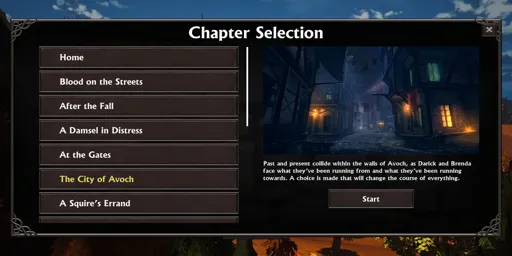 Chapter Selection
Home
Blood on the Streets
After the Fall
A Damsel in Distress
At the Gates
The City of Avoch
A Squire's Errand
Past and present collide within the walls of Avoch, as Darick and Brenda
face what they've been running from and what they've been running
towards. A choice is made that will change the course of everything.
Start